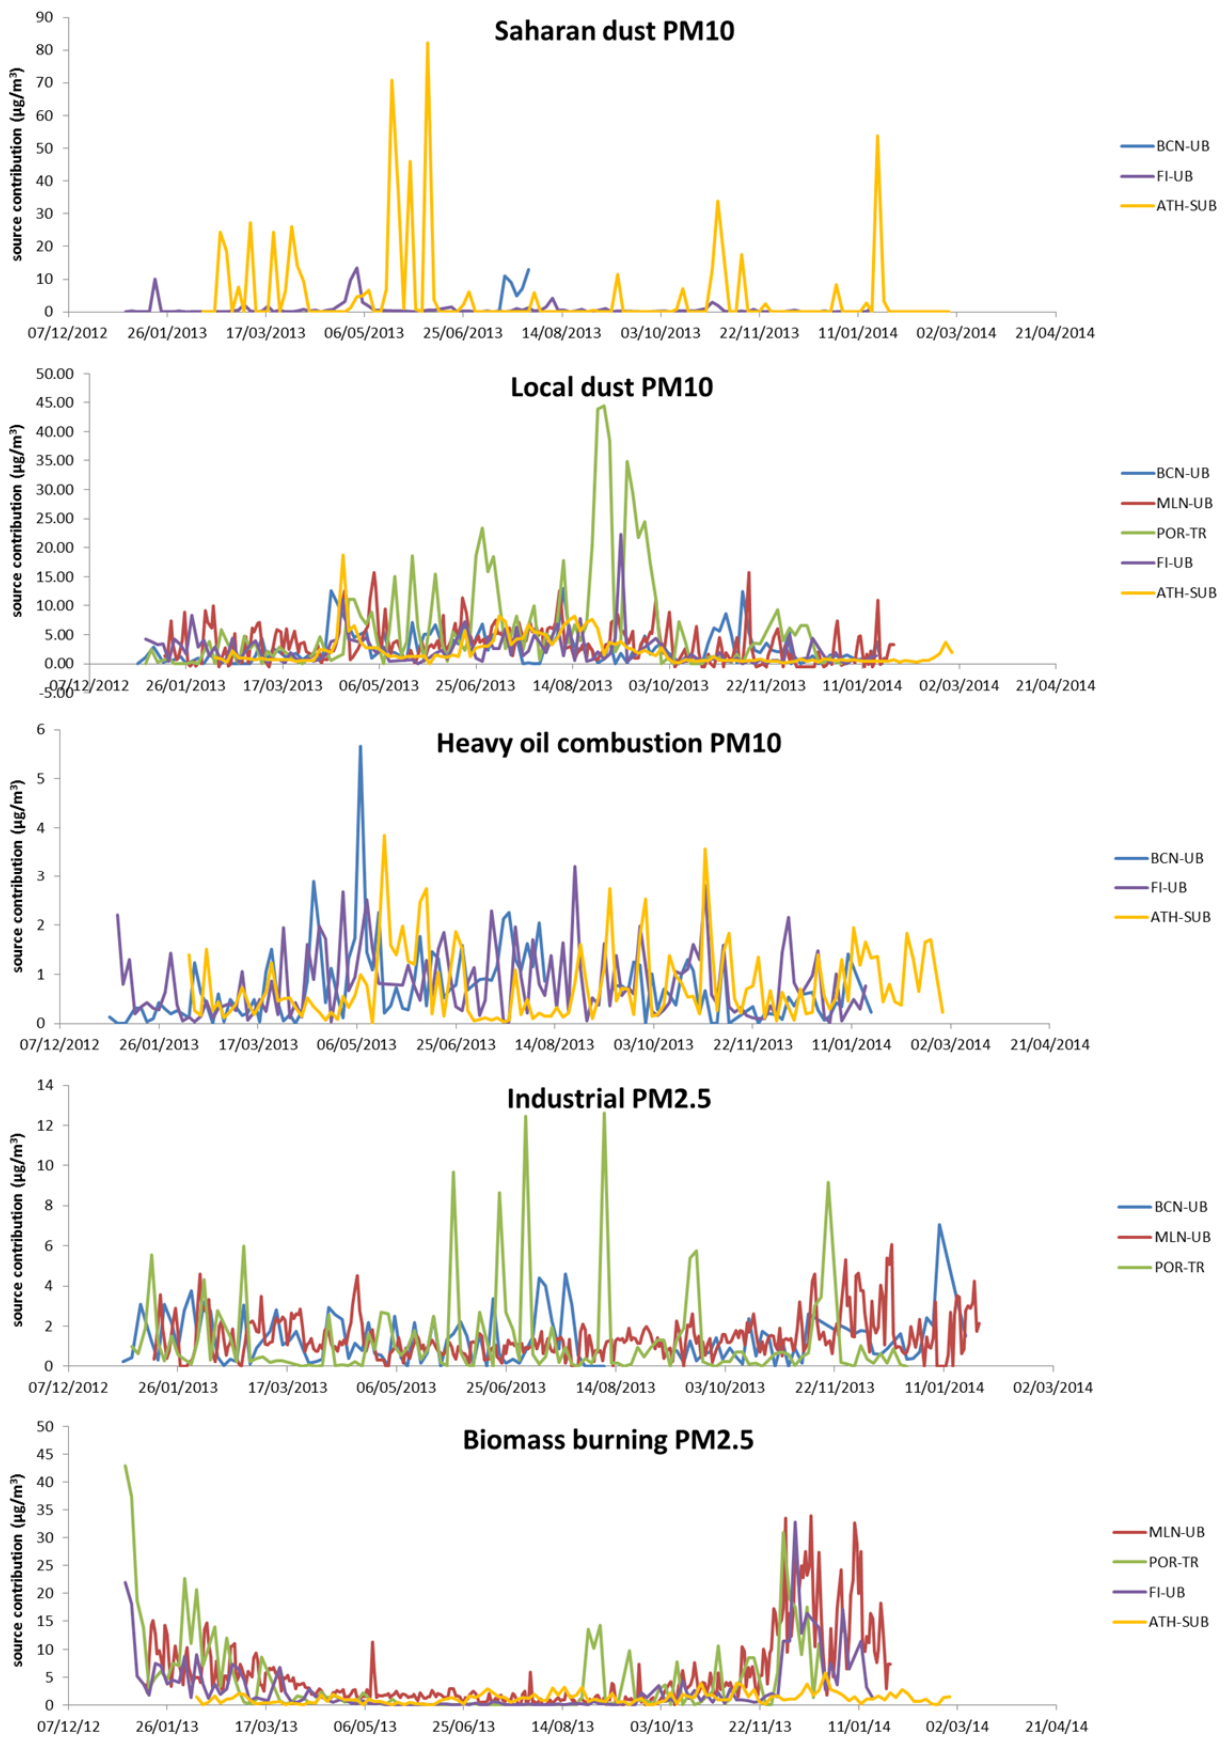 Saharan dust PM10
source contribution (µg/m³)
90
80
70
60
50
40
30
20
10
0
07/12/2012 26/01/2013 17/03/2013 06/05/2013 25/06/2013 14/08/2013 03/10/2013 22/11/2013 11/01/2014 02/03/2014 21/04/2014
BCN-UB
FI-UB
ATH-SUB
Local dust PM10
source contribution (µg/m³)
50.00
45.00
40.00
35.00
30.00
25.00
20.00
15.00
10.00
5.00
0.00
-5.00
07/12/2012 26/01/2013 17/03/2013 06/05/2013 25/06/2013 14/08/2013 03/10/2013 22/11/2013 11/01/2014 02/03/2014 21/04/2014
BCN-UB
MLN-UB
POR-TR
FI-UB
ATH-SUB
Heavy oil combustion PM10
source contribution (µg/m³)
6
5
4
3
2
1
0
07/12/2012 26/01/2013 17/03/2013 06/05/2013 25/06/2013 14/08/2013 03/10/2013 22/11/2013 11/01/2014 02/03/2014 21/04/2014
BCN-UB
FI-UB
ATH-SUB
Industrial PM2.5
source contribution (µg/m³)
14
12
10
8
6
4
2
0
07/12/2012 26/01/2013 17/03/2013 06/05/2013 25/06/2013 14/08/2013 03/10/2013 22/11/2013 11/01/2014 02/03/2014
BCN-UB
MLN-UB
POR-TR
Biomass burning PM2.5
source contribution (µg/m³)
50
45
40
35
30
25
20
15
10
5
0
07/12/12 26/01/13 17/03/13 06/05/13 25/06/13 14/08/13 03/10/13 22/11/13 11/01/14 02/03/14 21/04/14
MLN-UB
POR-TR
FI-UB
ATH-SUB